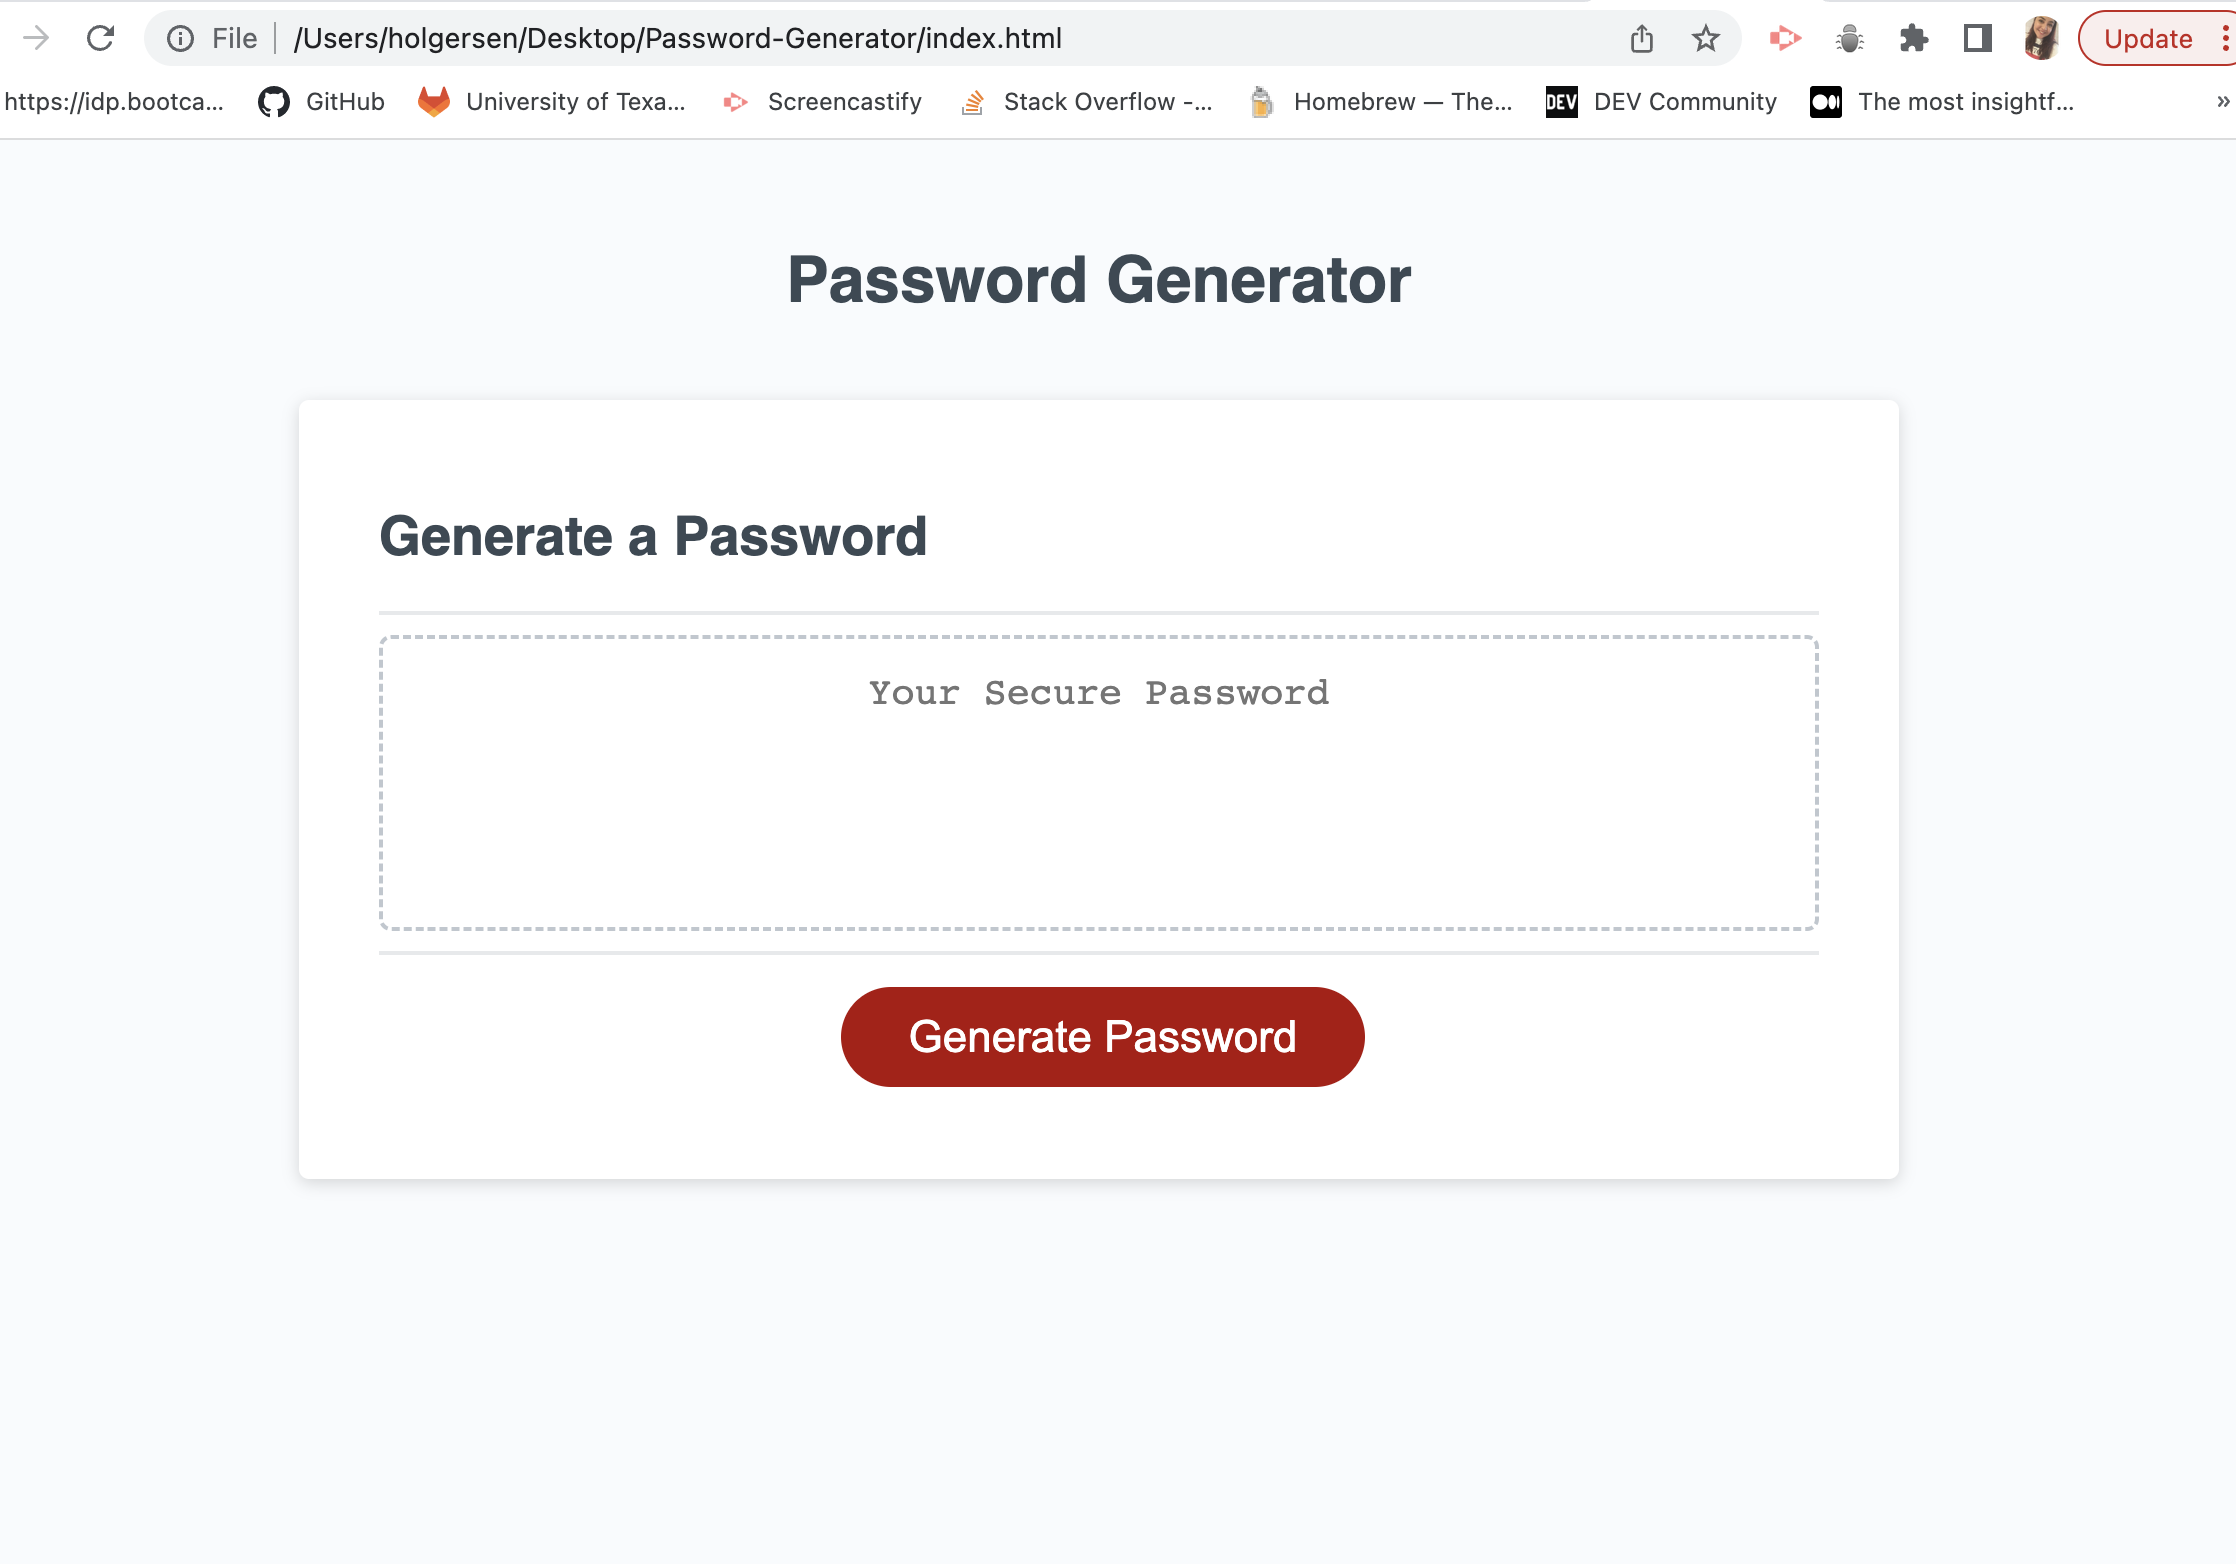 File /Users/holgersen/Desktop/Password-Generator/index.html Update
https://idp.bootca... GitHub University of Texa... Screencastify Stack Overflow -... Homebrew — The... DEV DEV Community The most insightf... »
Password Generator
Generate a Password
Your Secure Password
Generate Password